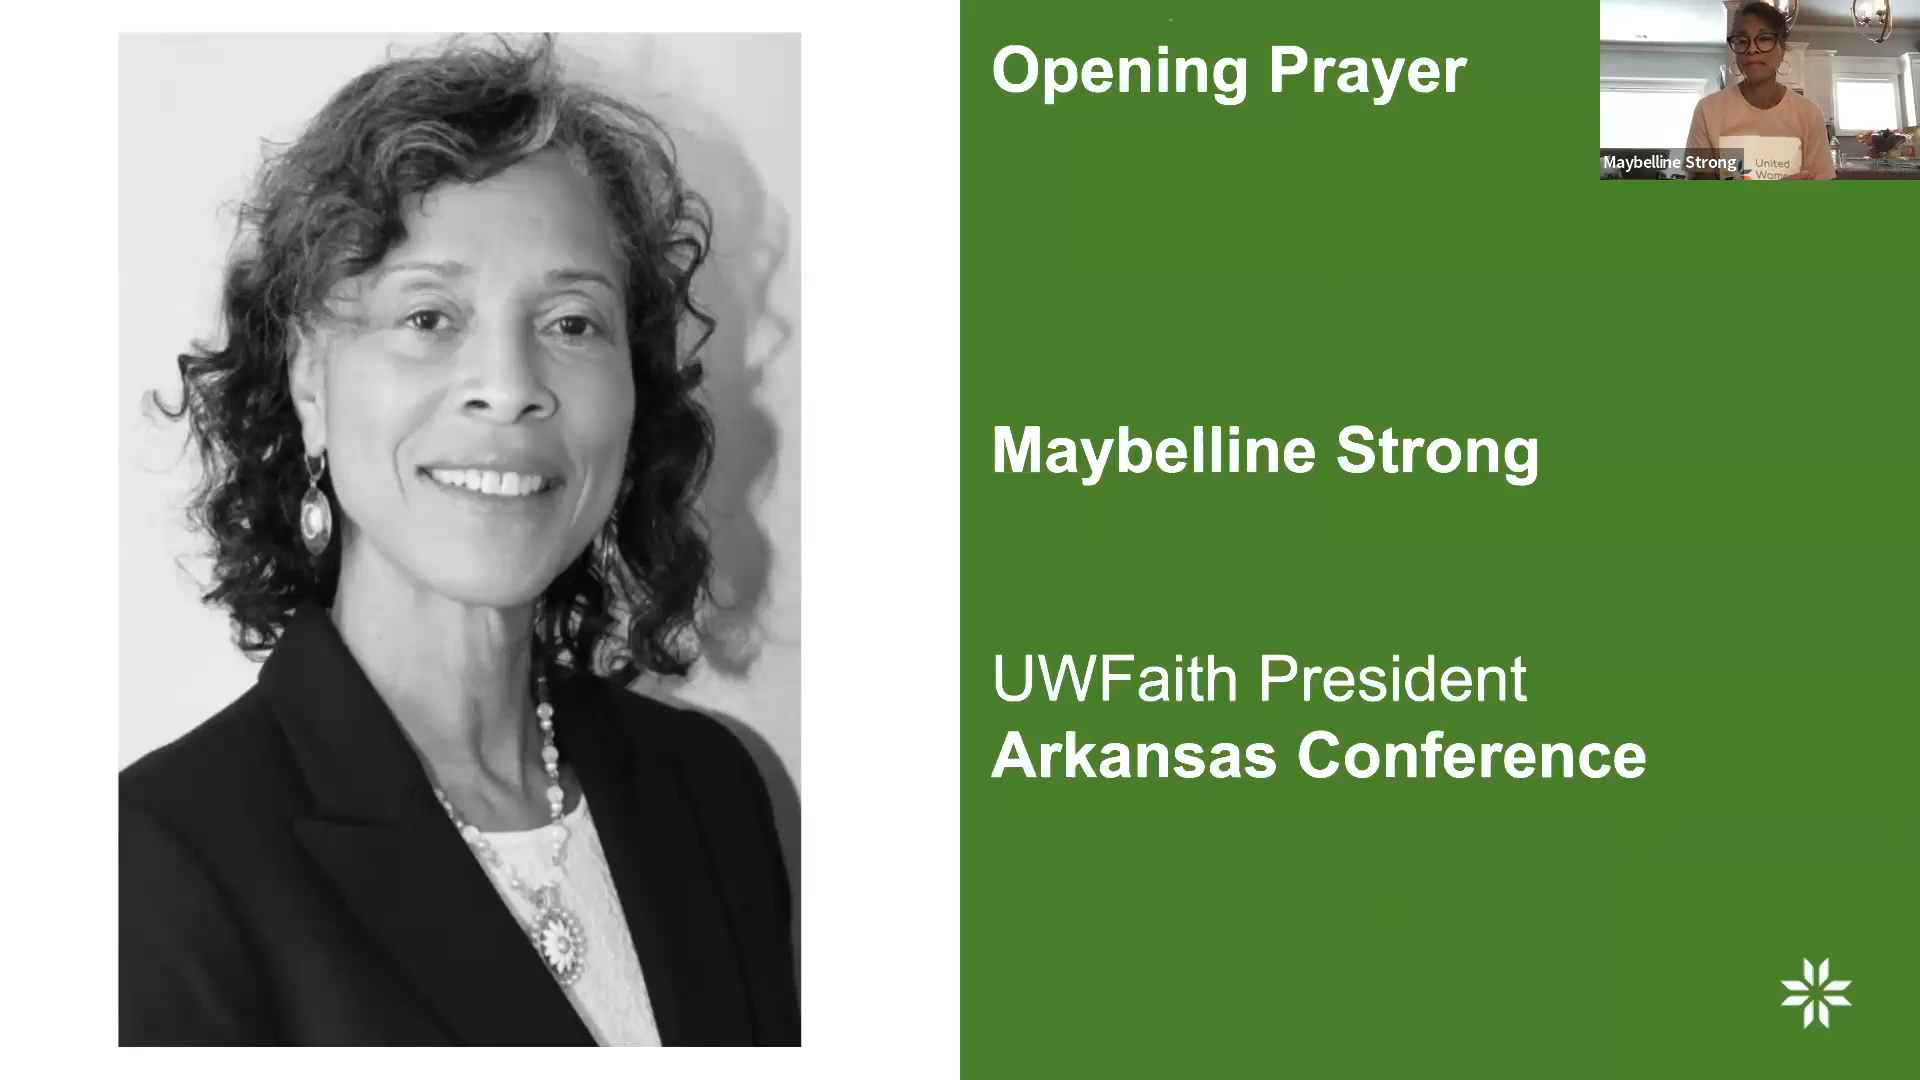 Opening Prayer
Maybelline Strong
United
Maybelline Strong
UWFaith President
Arkansas Conference